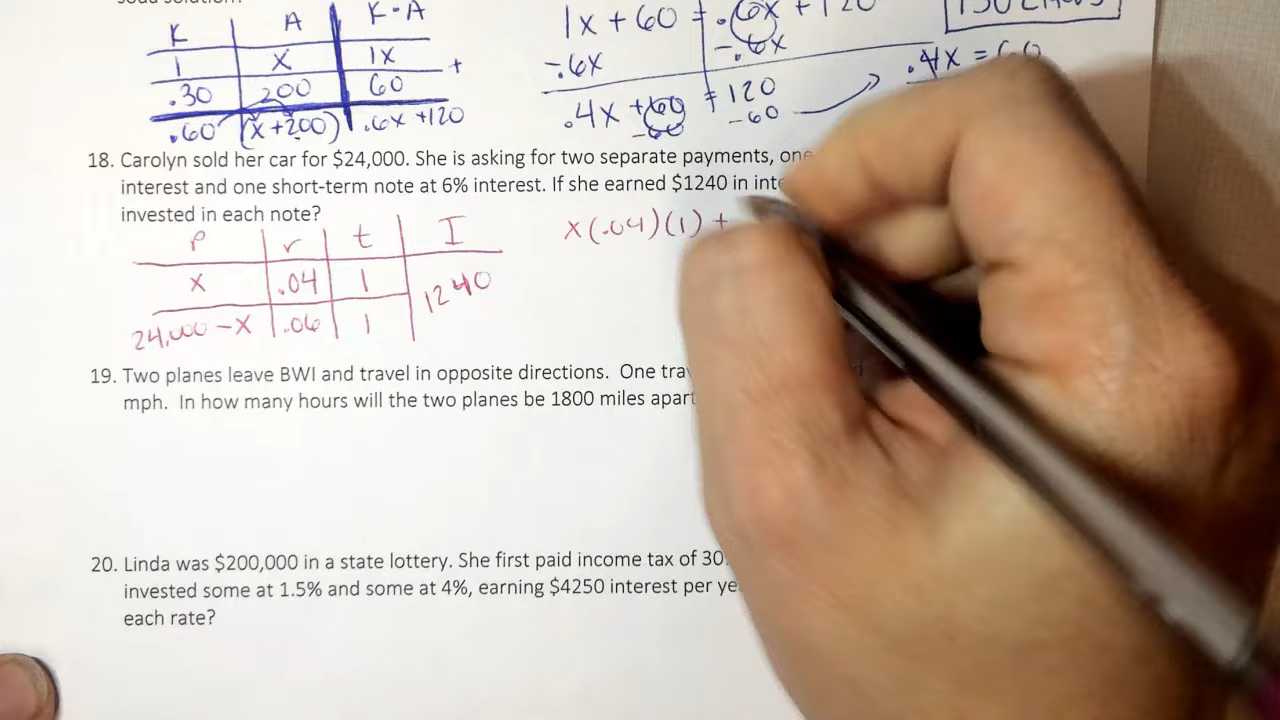 K A K·A 1x + 60 = .6x + 120
1 x 1x + -.6x -.6x
.30 200 60 .4x + 60 = 120 .4x = 60
.60 (x+200) .6x +120 -60 -60
18. Carolyn sold her car for $24,000. She is asking for two separate payments, one
interest and one short-term note at 6% interest. If she earned $1240 in
invested in each note?
P r t I x(.04)(1) +
x .04 1 1240
24,000 - x .06 1
19. Two planes leave BWI and travel in opposite directions. One
mph. In how many hours will the two planes be 1800 miles apart
20. Linda was $200,000 in a state lottery. She first paid income tax of 30
invested some at 1.5% and some at 4%, earning $4250 interest per
each rate?